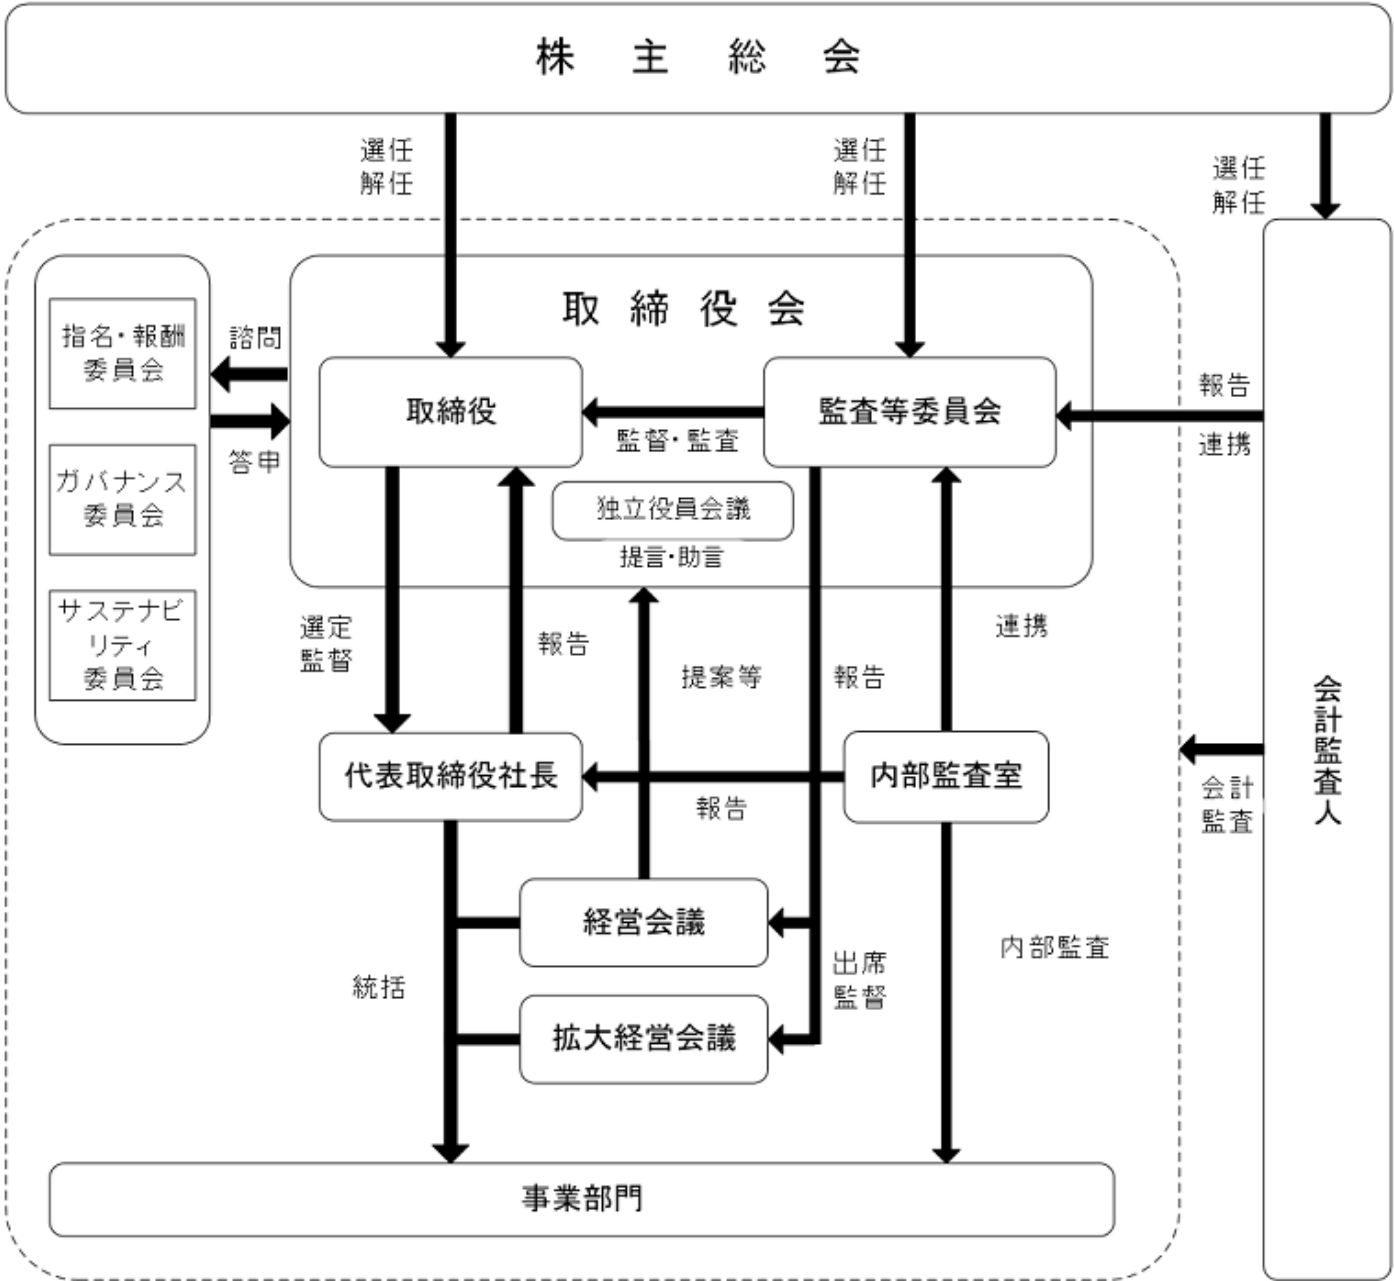 株主総会
選任
解任
選任
解任
選任
解任
取締役会
指名・報酬
委員会
諮問
答申
ガバナンス
委員会
サステナビ
リティ
委員会
取締役
監査等委員会
監督・監査
報告
連携
独立役員会議
提言・助言
選定
監督
報告
提案等
報告
連携
代表取締役社長
内部監査室
報告
会計
監査
会計監査人
経営会議
拡大経営会議
出席
監督
内部監査
統括
事業部門